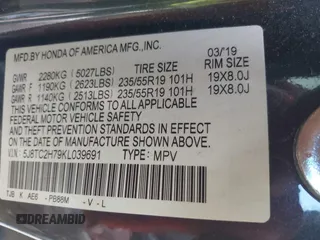 MFD.BY HONDA OF AMERICA MFG.,INC. 03/19
TIRE SIZE RIM SIZE
GVWR 2280KG (5027LBS)
GAWR F 1190KG (2623LBS) 235/55R19 101H 19X8.0J
GAWR R 1140KG (2513LBS) 235/55R19 101H 19X8.0J
THIS VEHICLE CONFORMS TO ALL APPLICABLE
FEDERAL MOTOR VEHICLE SAFETY AND
THEFT PREVENTION STANDARDS IN EFFECT ON
THE DATE OF MANUFACTURE SHOWN ABOVE.
V.I.N.:5J8TC2H79KL039691 TYPE: MPV
TJB K AE6 - PB88M - V - L